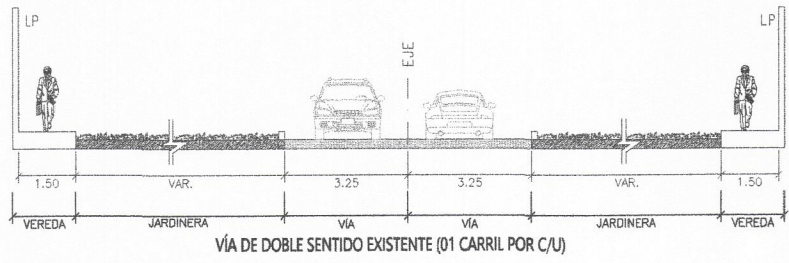 LP LP
EJE
1.50 VAR. 3.25 3.25 VAR. 1.50
VEREDA JARDINERA VÍA VÍA JARDINERA VEREDA
VÍA DE DOBLE SENTIDO EXISTENTE (01 CARRIL POR C/U)